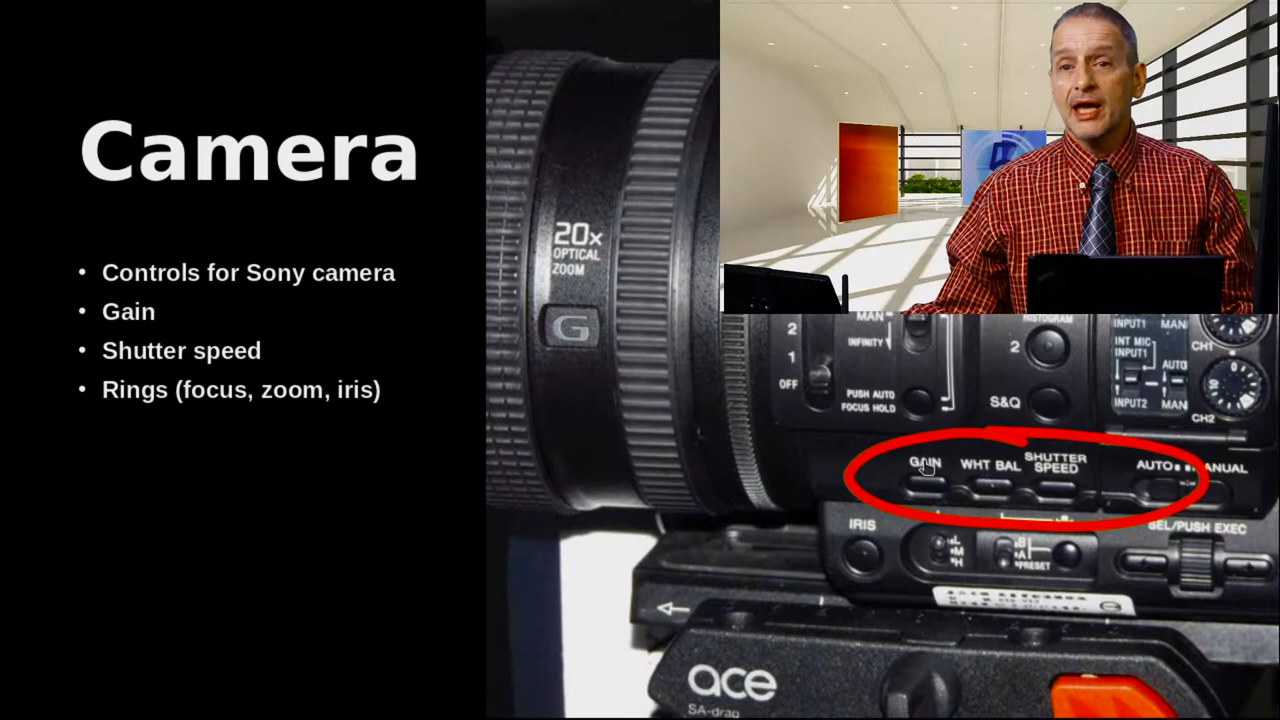 Camera
• Controls for Sony camera
• Gain
• Shutter speed
• Rings (focus, zoom, iris)
20x
OPTICAL
ZOOM
G
2
1
OFF
MAN
INFINITY
PUSH AUTO
FOCUS HOLD
HISTOGRAM
2
S&Q
INPUT1
MAN
INT MIC
INPUT1
AUTO
INPUT2
MAN
CH1
0
10
CH2
GAIN
WHT BAL
SHUTTER
SPEED
AUTO
MANUAL
IRIS
L
M
H
B
A
PRESET
SEL/PUSH EXEC
ace
SA-drag